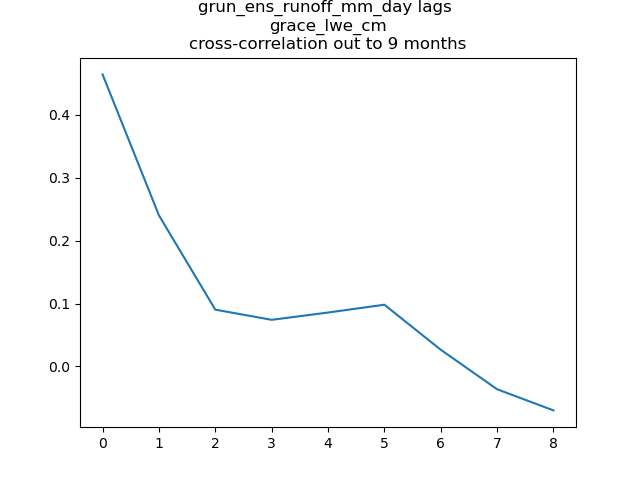 grun_ens_runoff_mm_day lags
grace_lwe_cm
cross-correlation out to 9 months
0.4
0.3
0.2
0.1
0.0
0 1 2 3 4 5 6 7 8